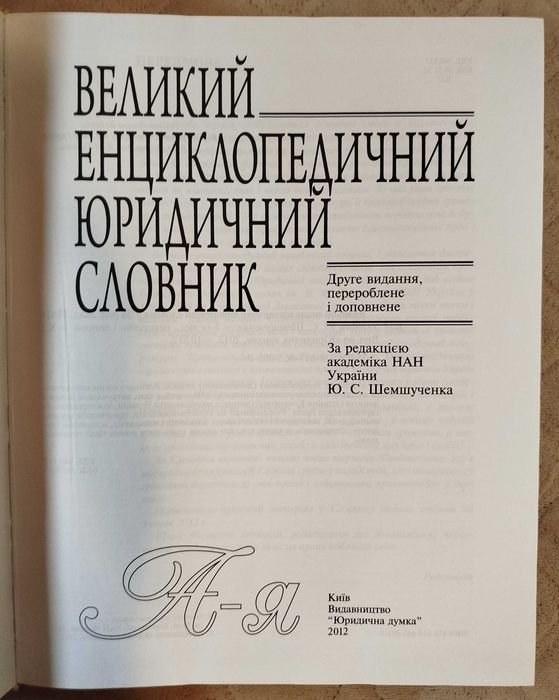 ВЕЛИКИЙ
ЕНЦИКЛОПЕДИЧНИЙ
ЮРИДИЧНИЙ
СЛОВНИК
Друге видання,
перероблене
і доповнене
За редакцією
академіка НАН
України
Ю. С. Шемшученка
А-я
Київ
Видавництво
"Юридична думка"
2012